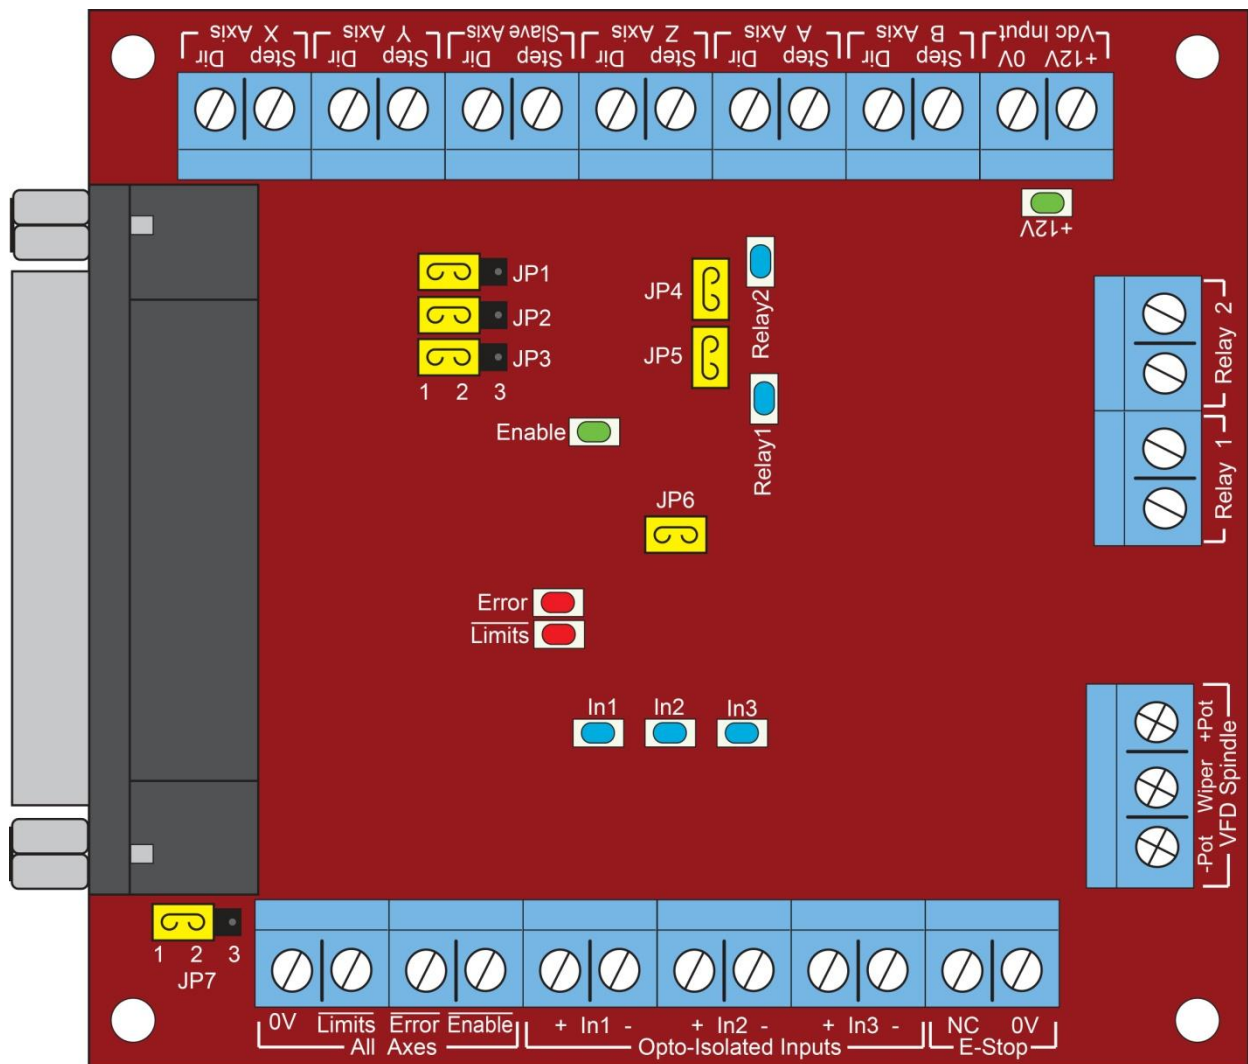 X Axis Y Axis Slave Axis Z Axis A Axis B Axis Vdc Input
Dir Step Dir Step Dir Step Dir Step Dir Step Dir Step 0V +12V
+12V
JP1
JP2
JP3
1 2 3
JP4
JP5
Relay2
Relay1
Enable
JP6
Relay 2
Relay 1
Error
Limits
In1 In2 In3
-Pot Wiper +Pot
VFD Spindle
1 2 3
JP7
0V Limits Error Enable + In1 - + In2 - + In3 - NC 0V
All Axes Opto-Isolated Inputs E-Stop